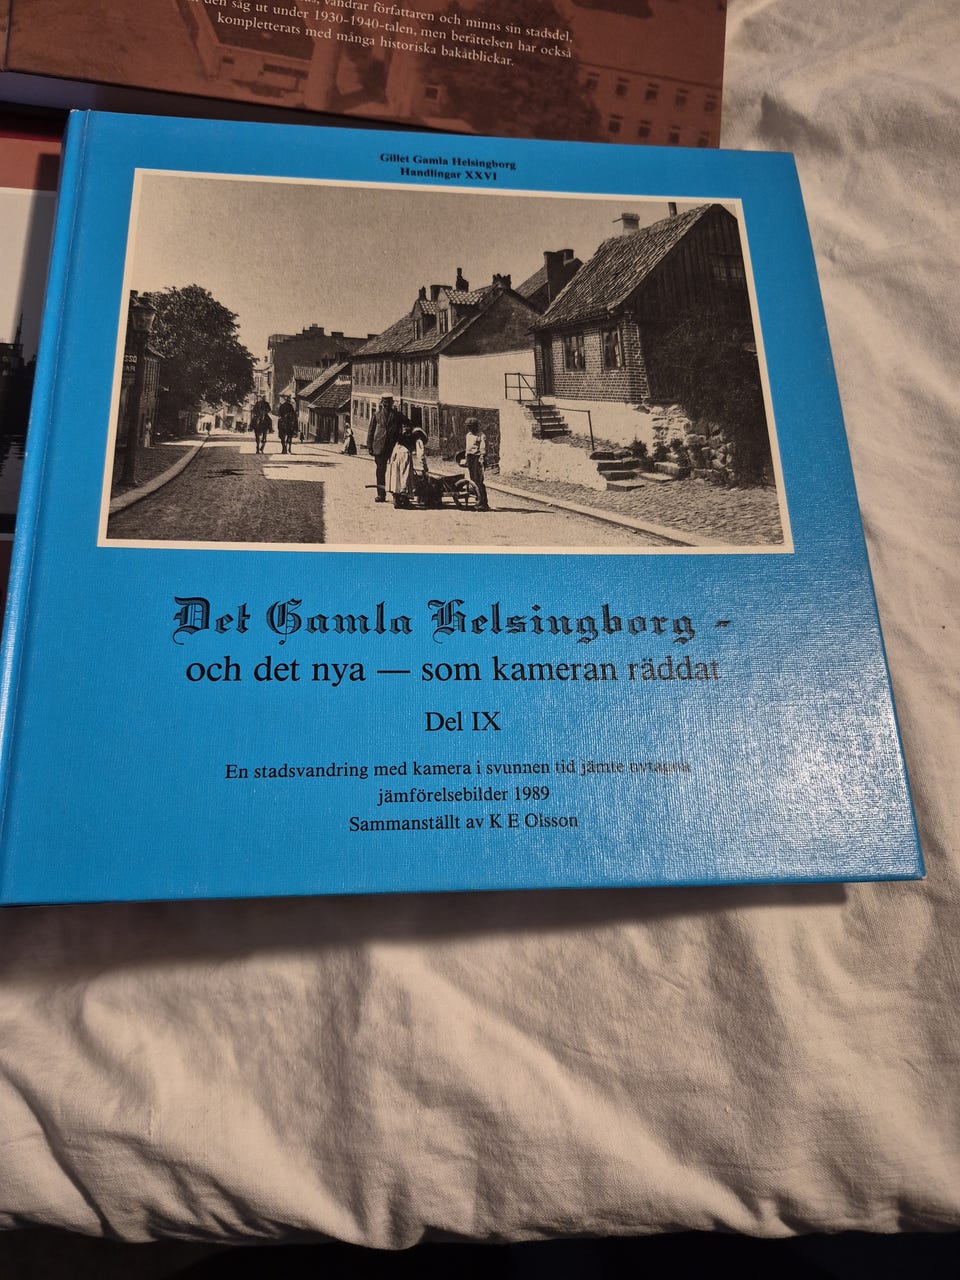 vandrar författaren och minns sin stadsdel,
den såg ut under 1930-1940-talen, men berättelsen har också
kompletterats med många historiska bakåtblickar.
Gillet Gamla Helsingborg
Handlingar XXVI
Det Gamla Helsingborg -
och det nya — som kameran räddat
Del IX
En stadsvandring med kamera i svunnen tid jämte nytagna
jämförelsebilder 1989
Sammanställt av K E Olsson